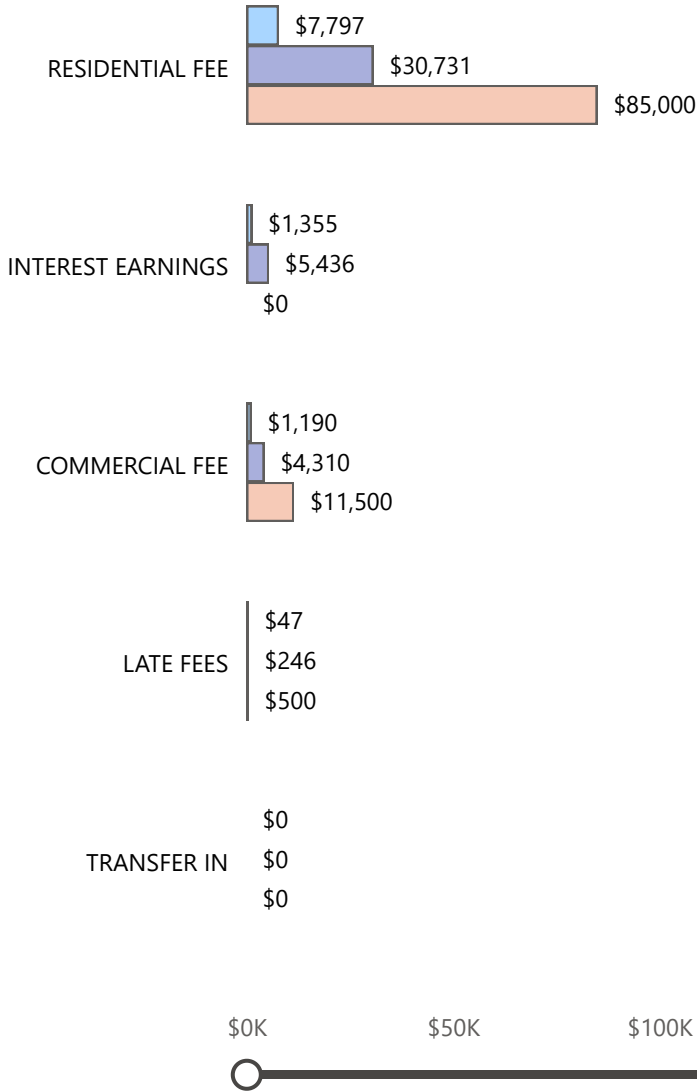 $7,797
RESIDENTIAL FEE $30,731
$85,000
$1,355
INTEREST EARNINGS $5,436
$0
$1,190
COMMERCIAL FEE $4,310
$11,500
$47
LATE FEES $246
$500
$0
TRANSFER IN $0
$0
$0K $50K $100K